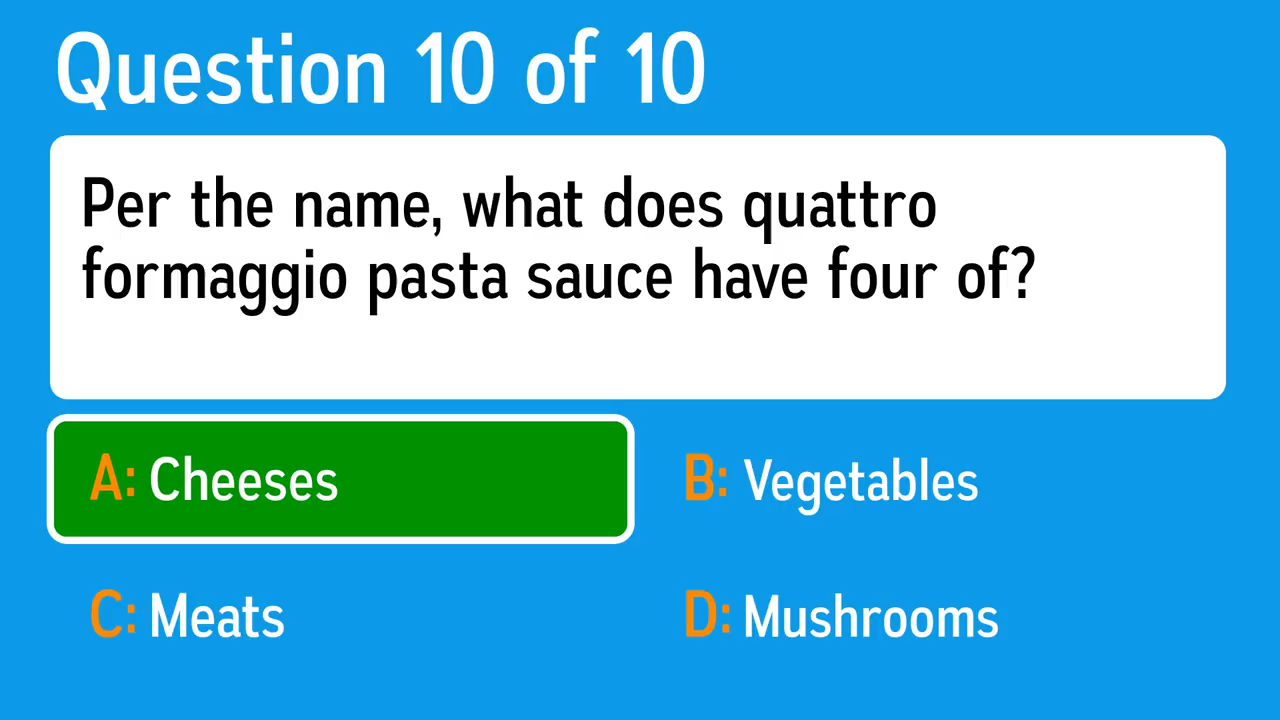 Question 10 of 10
Per the name, what does quattro
formaggio pasta sauce have four of?
A: Cheeses
B: Vegetables
C: Meats
D: Mushrooms